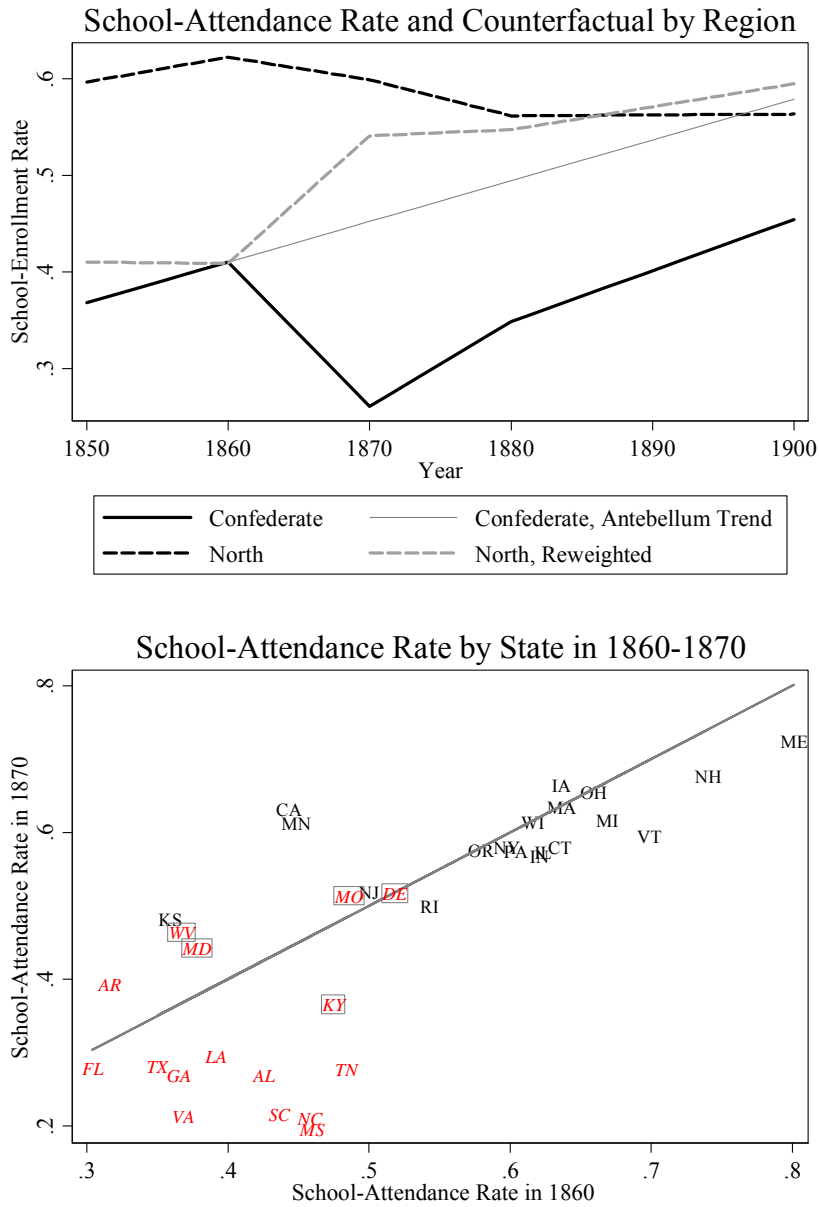 School-Attendance Rate and Counterfactual by Region
School-Enrollment Rate
.6
.5
.4
.3
1850 1860 1870 1880 1890 1900
Year
Confederate Confederate, Antebellum Trend
North North, Reweighted
School-Attendance Rate by State in 1860-1870
School-Attendance Rate in 1870
.8
.6
.4
.2
ME
NH
IA
OH
CA
MA
MN
WI
MI
VT
OR
NY
PA
IL
IN
CT
MO
NJ
DE
RI
KS
WV
MD
AR
KY
FL
TX
GA
LA
AL
TN
VA
SC
NC
MS
.3 .4 .5 .6 .7 .8
School-Attendance Rate in 1860